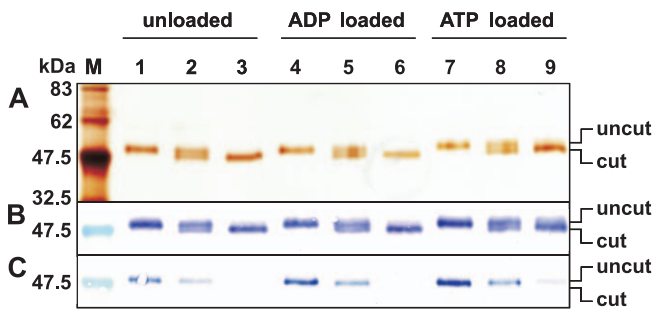 unloaded ADP loaded ATP loaded
kDa M 1 2 3 4 5 6 7 8 9
A
83
62
47.5
32.5
uncut
cut
B
47.5
uncut
cut
C
47.5
uncut
cut